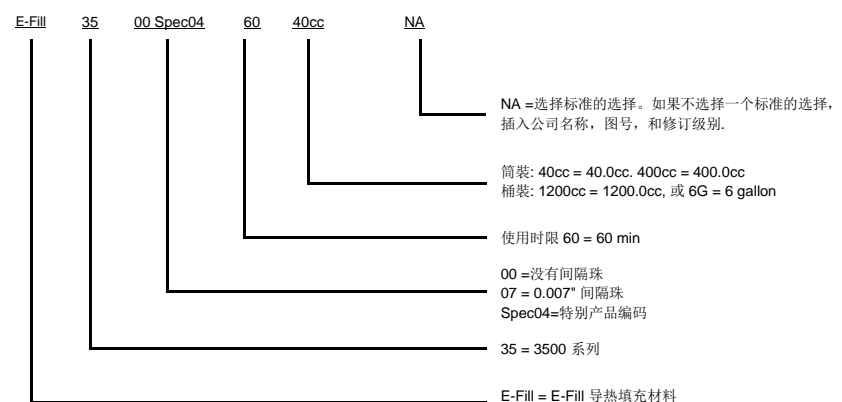 E-Fill 35 00 Spec04 60 40cc NA
NA =选择标准的选择。如果不选择一个标准的选择，
插入公司名称，图号，和修订级别.
筒裝: 40cc = 40.0cc. 400cc = 400.0cc
桶裝: 1200cc = 1200.0cc, 或 6G = 6 gallon
使用时限 60 = 60 min
00 =没有间隔珠
07 = 0.007" 间隔珠
Spec04=特别产品编码
35 = 3500 系列
E-Fill = E-Fill 导热填充材料